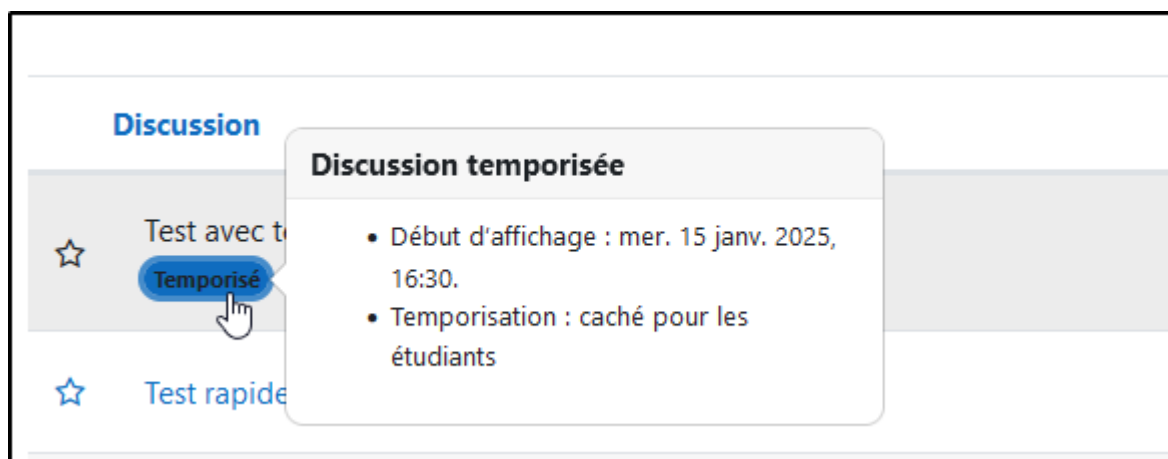 Discussion
Discussion temporisée
Test avec t
• Début d'affichage : mer. 15 janv. 2025,
16:30.
Temporisé
• Temporisation : caché pour les
étudiants
Test rapide